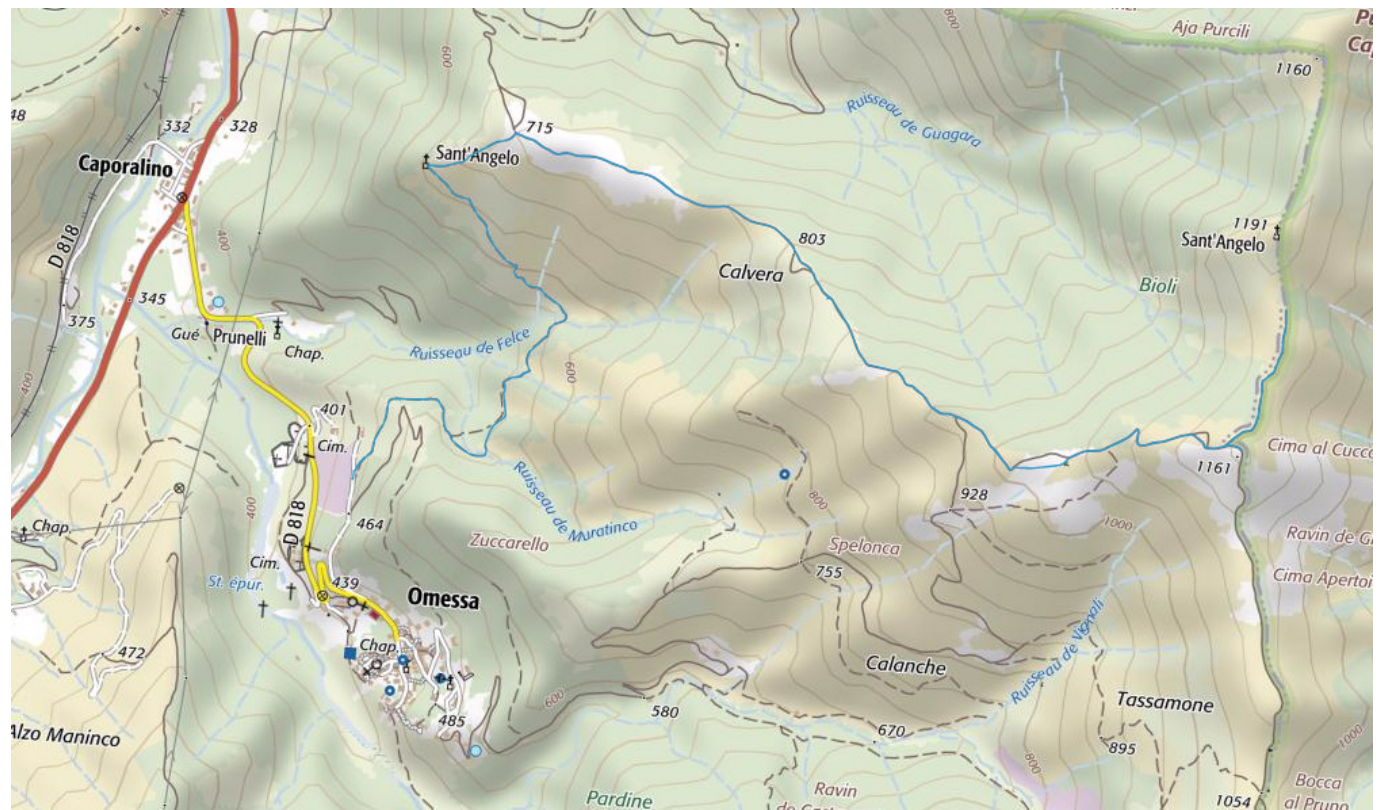 Aja Purcili
1160
800
600
48
332
328
715
Ruisseau de Guagara
Sant'Angelo
Caporalino
D 818
400
1191
Sant'Angelo
803
Calvera
Bioli
345
375
Gué
Prunelli
Chap.
Ruisseau de Felce
400
600
401
Cim.
Cima al Cucco
1161
Ruisseau de Muratinco
928
800
1000
Chap.
400
D 818
464
Zuccarello
Spelonca
Ravin de G
Cim.
755
Cima Apertoi
St. épur.
439
Omessa
Ruisseau de Vignali
Chap.
472
Calanche
600
580
Tassamone
485
670
Alzo Maninco
895
1000
800
Ravin
Bocca
Pardine
1054
al Pruno